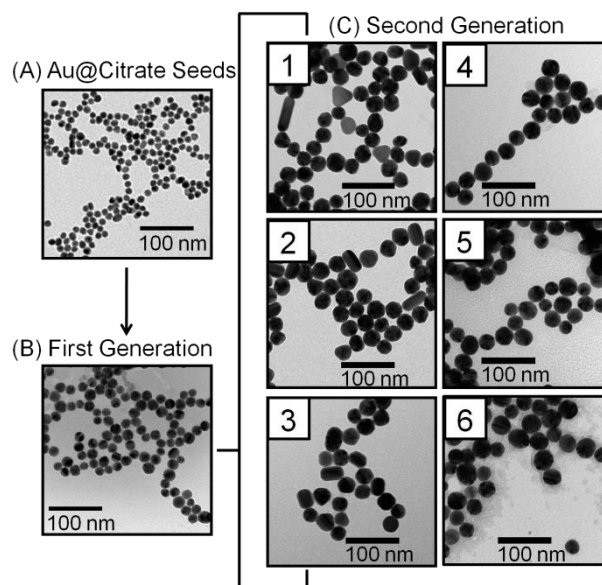 (A) Au@Citrate Seeds
100 nm
(B) First Generation
100 nm
(C) Second Generation
1
100 nm
4
100 nm
2
100 nm
5
100 nm
3
100 nm
6
100 nm